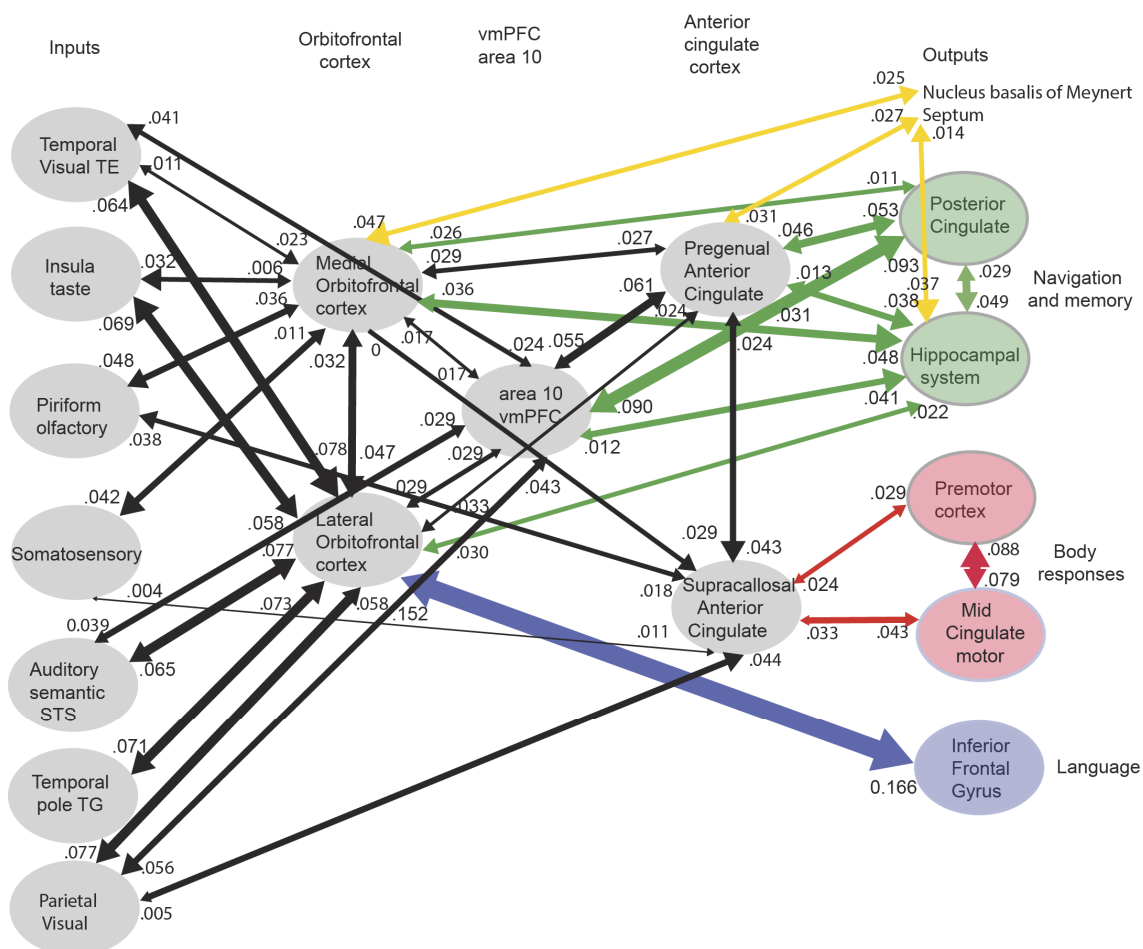 Inputs
Orbitofrontal
cortex
vmPFC
area 10
Anterior
cingulate
cortex
Outputs
.025
Nucleus basalis of Meynert
.027
Septum
.014
.041
Temporal
Visual TE
.011
.064
.011
Posterior
Cingulate
.053
.047
.026
.031
.046
.023
.029
.027
Pregenual
Anterior
Cingulate
.093
.013
.029
.049
Navigation
and memory
Insula
taste
.032
.006
Medial
Orbitofrontal
cortex
.036
.061
.024
.037
.038
.031
.069
.036
.011
.032
0
.017
.017
.024
.055
.024
.048
Hippocampal
system
.048
Piriform
olfactory
.038
area 10
vmPFC
.090
.012
.041
.022
.029
.029
.078
.047
.043
.029
.033
.042
Somatosensory
.058
.077
Lateral
Orbitofrontal
cortex
.030
.029
.043
.029
Premotor
cortex
.088
.079
Body
responses
.018
Supracallosal
Anterior
Cingulate
.024
.033
.043
Mid
Cingulate
motor
.004
.073
.058
.152
.011
.044
0.039
Auditory
semantic
STS
.065
.071
Temporal
pole TG
Inferior
Frontal
Gyrus
Language
0.166
.077
.056
Parietal
Visual
.005